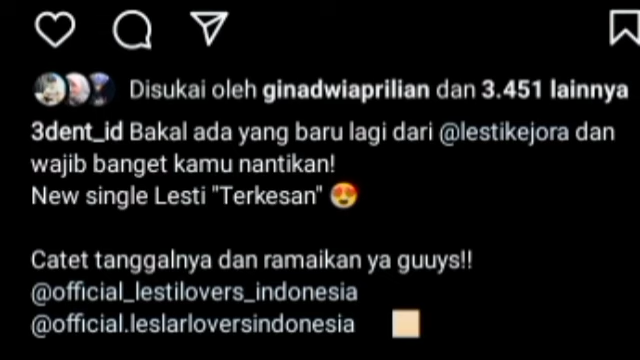 Disukai oleh ginadwiaprilian dan 3.451 lainnya
3dent_id Bakal ada yang baru lagi dari @lestikejora dan
wajib banget kamu nantikan!
New single Lesti "Terkesan" 😍
Catet tanggalnya dan ramaikan ya guuys!!
@official_lestilovers_indonesia
@official.leslarloversindonesia